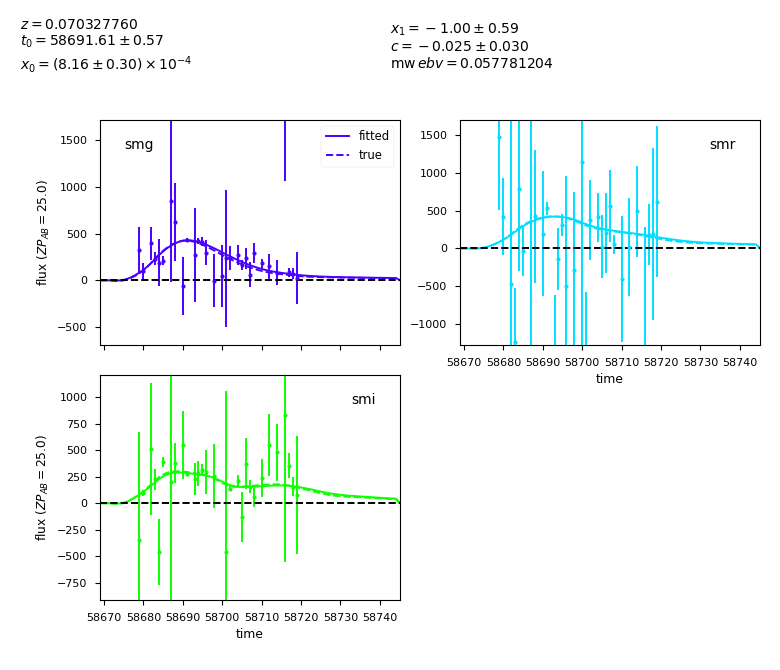 z = 0.070327760
t₀ = 58691.61 ± 0.57
x₀ = (8.16 ± 0.30) × 10⁻⁴
x₁ = −1.00 ± 0.59
c = −0.025 ± 0.030
mw ebv = 0.057781204
smg
fitted
true
1500
1000
500
0
−500
flux (ZP_AB = 25.0)
smr
1500
1000
500
0
−500
−1000
58670 58680 58690 58700 58710 58720 58730 58740
time
smi
1000
750
500
250
0
−250
−500
−750
flux (ZP_AB = 25.0)
58670 58680 58690 58700 58710 58720 58730 58740
time